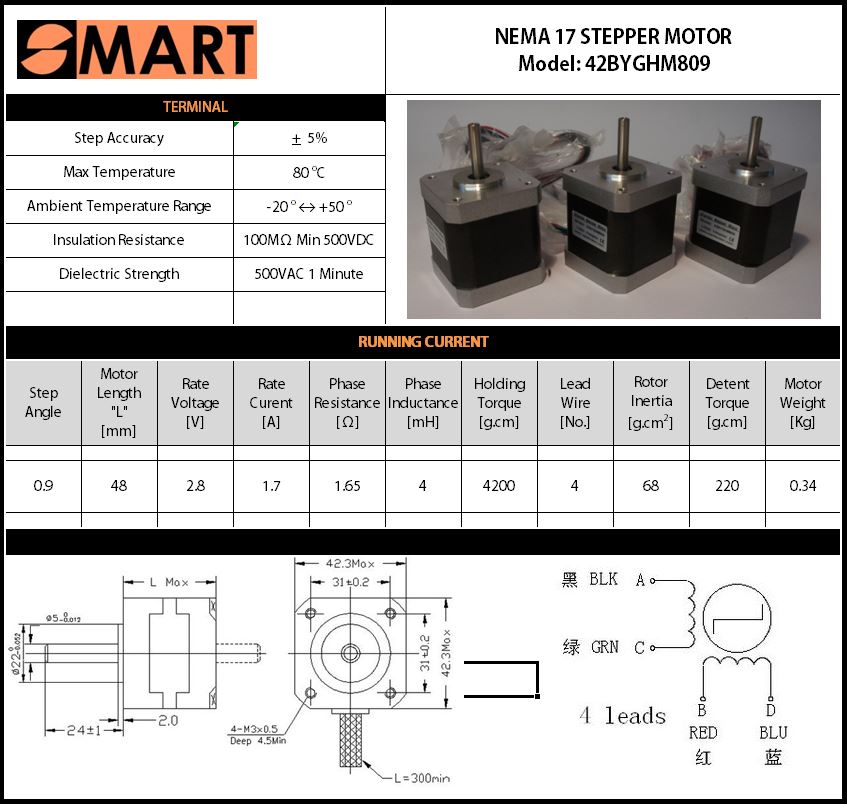 SMART
NEMA 17 STEPPER MOTOR
Model: 42BYGHM809
TERMINAL
Step Accuracy ± 5%
Max Temperature 80 °C
Ambient Temperature Range -20 ° ↔ +50 °
Insulation Resistance 100MΩ Min 500VDC
Dielectric Strength 500VAC 1 Minute
RUNNING CURRENT
Step Angle
Motor Length "L" [mm]
Rate Voltage [V]
Rate Curent [A]
Phase Resistance [Ω]
Phase Inductance [mH]
Holding Torque [g.cm]
Lead Wire [No.]
Rotor Inertia [g.cm²]
Detent Torque [g.cm]
Motor Weight [Kg]
0.9 48 2.8 1.7 1.65 4 4200 4 68 220 0.34
L Max
ø5-0.012 0
ø22-0.052 0
24±1
2.0
42.3Max
31±0.2
31±0.2
42.3Max
4-M3×0.5
Deep 4.5Min
L=300min
黑 BLK A
绿 GRN C
4 leads
B D
RED BLU
红 蓝